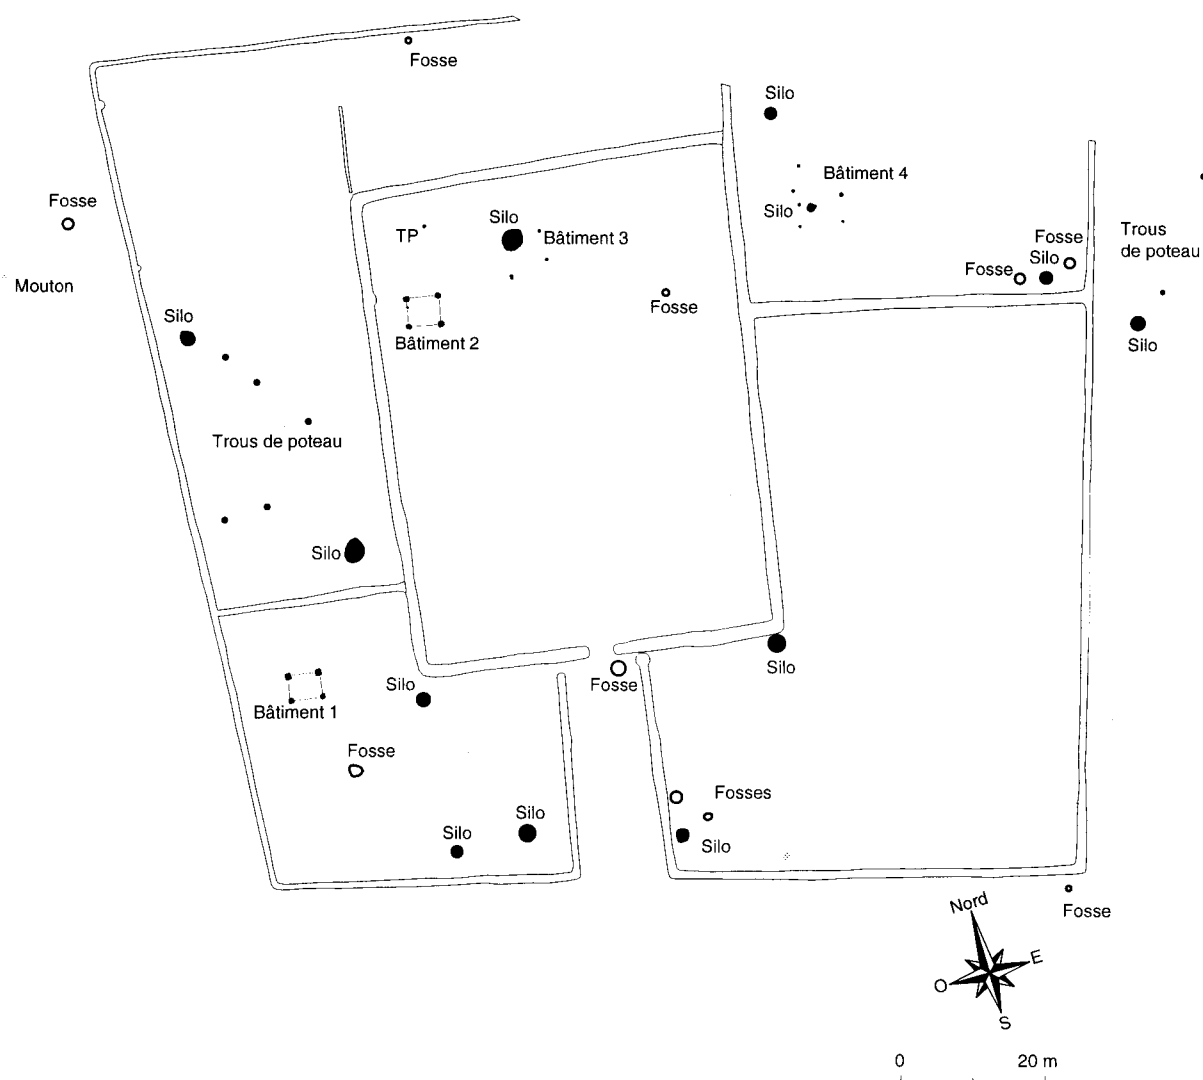 Fosse
Silo
Fosse
Bâtiment 4
Silo
Silo
Trous
de poteau
TP
Bâtiment 3
Fosse
Silo
Fosse
Mouton
Fosse
Silo
Bâtiment 2
Silo
Trous de poteau
Silo
Silo
Silo
Fosse
Bâtiment 1
Fosse
Fosses
Silo
Silo
Silo
Nord
Fosse
E
O
S
0 20 m